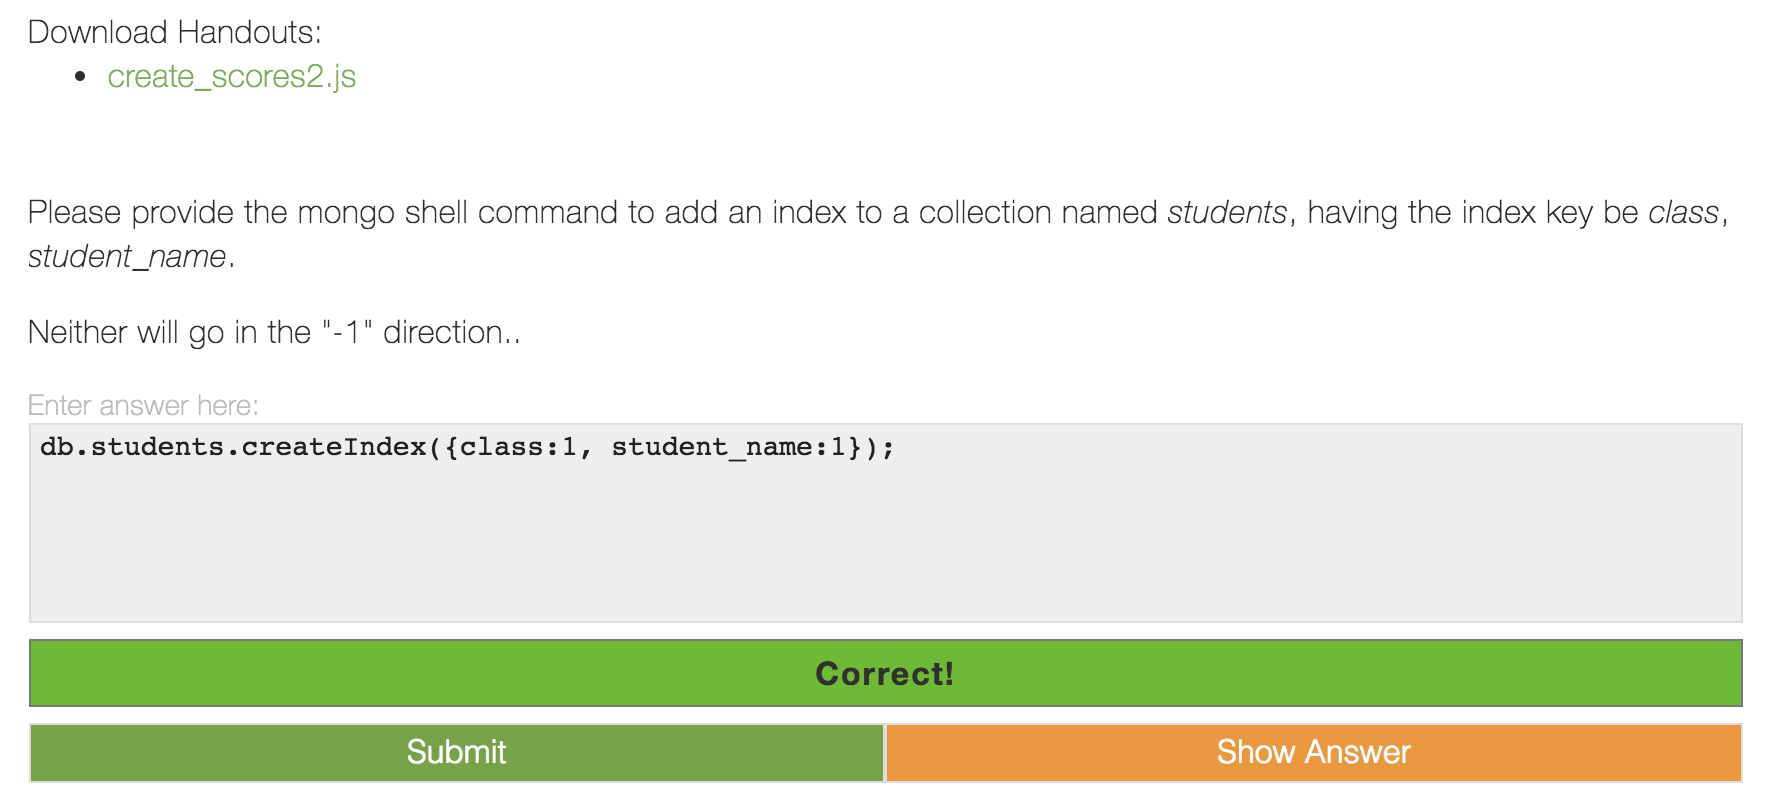 Download Handouts:
• create_scores2.js
Please provide the mongo shell command to add an index to a collection named students, having the index key be class,
student_name.
Neither will go in the "-1" direction..
Enter answer here:
db.students.createIndex({class:1, student_name:1});
Correct!
Submit
Show Answer